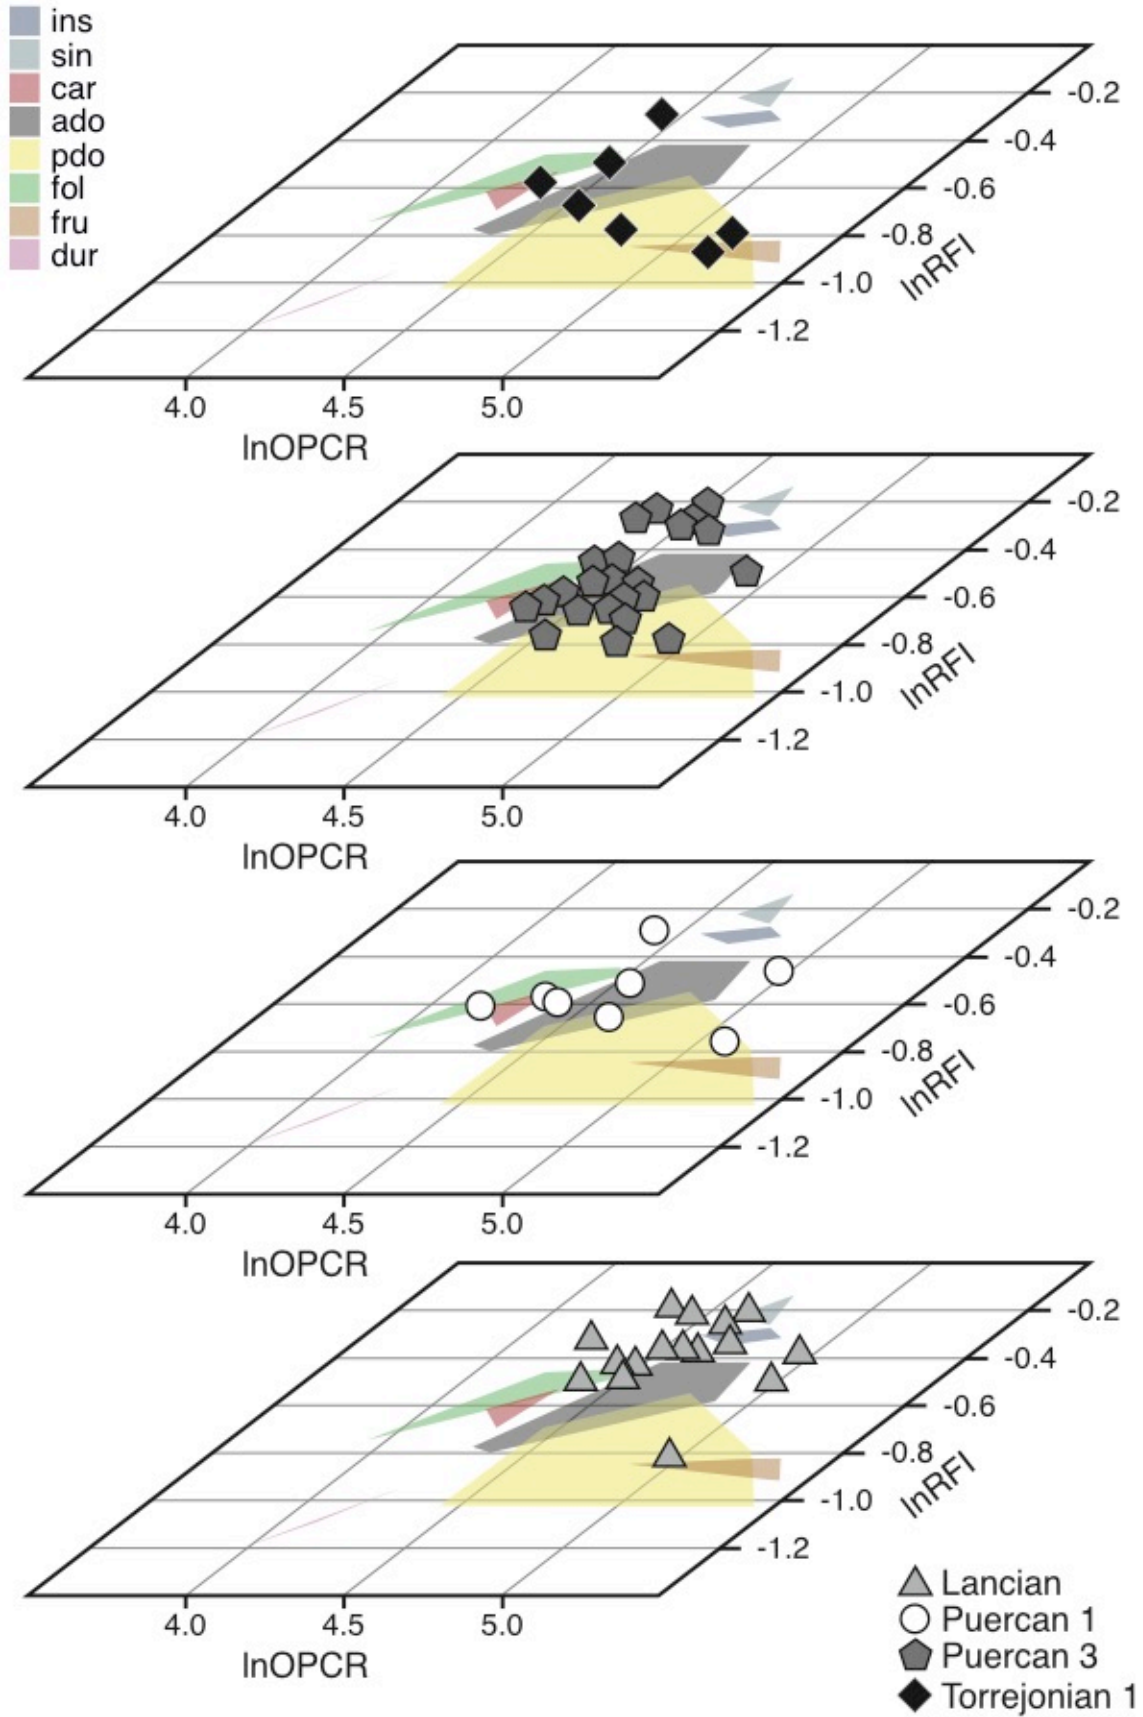 ins
sin
car
ado
pdo
fol
fru
dur
-0.2
-0.4
-0.6
-0.8
-1.0
-1.2
lnRFI
4.0 4.5 5.0
lnOPCR
-0.2
-0.4
-0.6
-0.8
-1.0
-1.2
lnRFI
4.0 4.5 5.0
lnOPCR
-0.2
-0.4
-0.6
-0.8
-1.0
-1.2
lnRFI
4.0 4.5 5.0
lnOPCR
-0.2
-0.4
-0.6
-0.8
-1.0
-1.2
lnRFI
4.0 4.5 5.0
lnOPCR
Lancian
Puercan 1
Puercan 3
Torrejonian 1